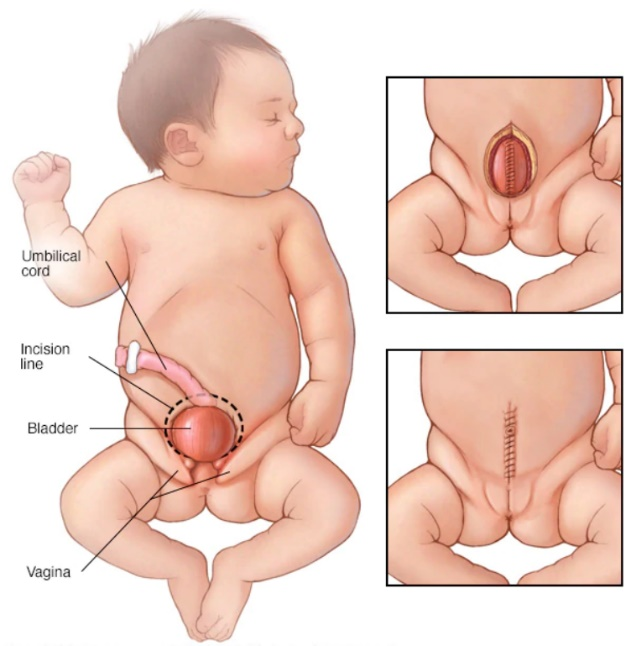 Umbilical
cord
Incision
line
Bladder
Vagina